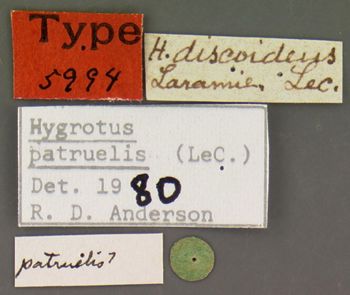 Type
5994
H. discoideus
Laramie. Lec.
Hygrotus
patruelis (LeC.)
Det. 1980
R. D. Anderson
patruelis?